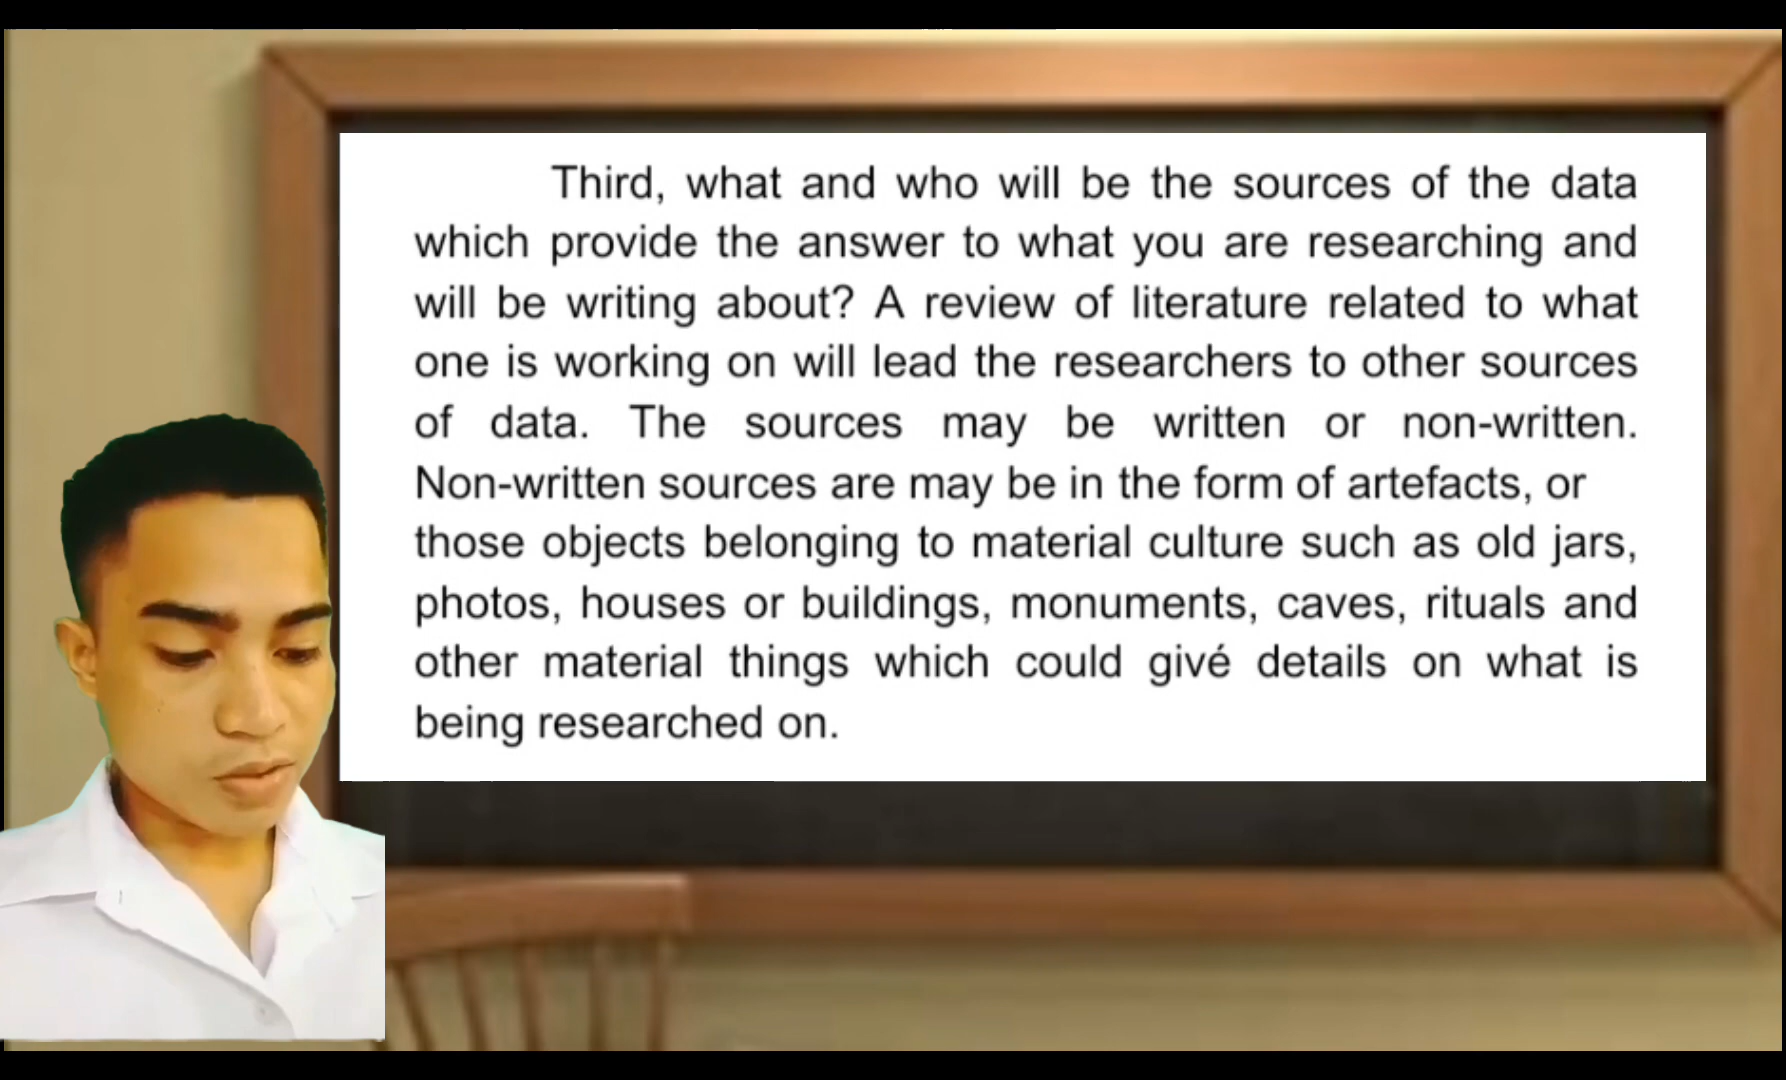 Third, what and who will be the sources of the data
which provide the answer to what you are researching and
will be writing about? A review of literature related to what
one is working on will lead the researchers to other sources
of data. The sources may be written or non-written.
Non-written sources are may be in the form of artefacts, or
those objects belonging to material culture such as old jars,
photos, houses or buildings, monuments, caves, rituals and
other material things which could givé details on what is
being researched on.